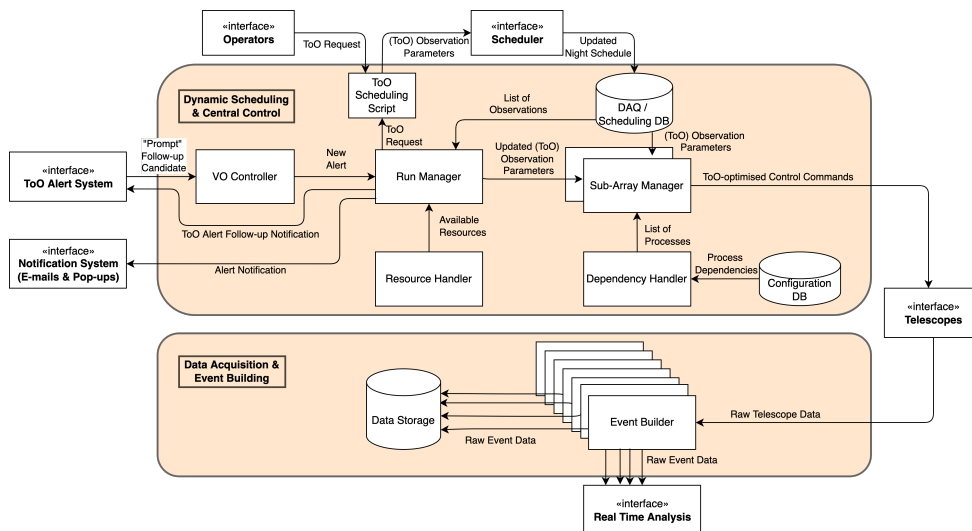 «interface»
Operators
ToO Request
(ToO) Observation
Parameters
«interface»
Scheduler
Updated
Night Schedule
Dynamic Scheduling
& Central Control
ToO
Scheduling
Script
List of
Observations
DAQ /
Scheduling DB
"Prompt"
Follow-up
Candidate
ToO
Request
(ToO) Observation
Parameters
«interface»
ToO Alert System
VO Controller
New
Alert
Run Manager
Updated (ToO)
Observation
Parameters
Sub-Array Manager
ToO-optimised Control Commands
ToO Alert Follow-up Notification
Available
Resources
List of
Processes
«interface»
Notification System
(E-mails & Pop-ups)
Alert Notification
Resource Handler
Dependency Handler
Process
Dependencies
Configuration
DB
«interface»
Telescopes
Data Acquisition &
Event Building
Data Storage
Raw Event Data
Event Builder
Raw Telescope Data
Raw Event Data
«interface»
Real Time Analysis